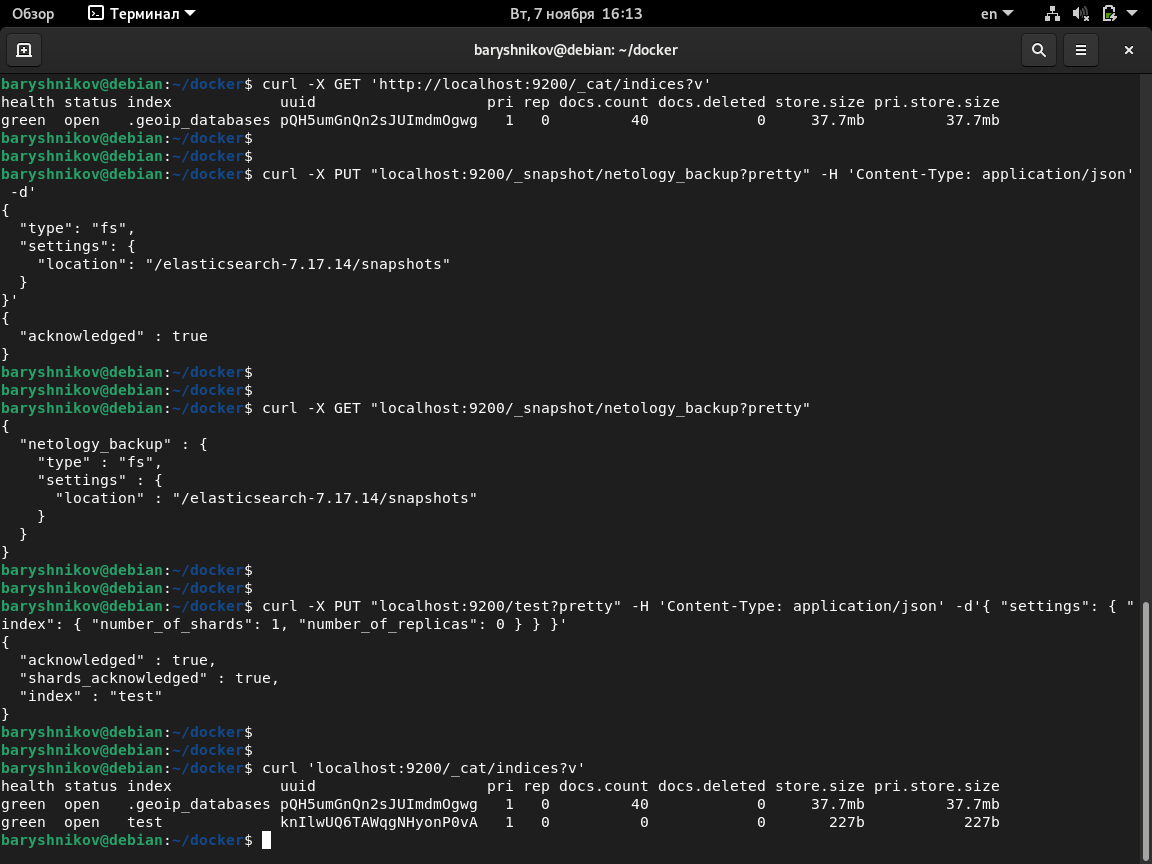 Обзор Терминал Вт, 7 ноября 16:13 en
baryshnikov@debian: ~/docker
baryshnikov@debian:~/docker$ curl -X GET 'http://localhost:9200/_cat/indices?v'
health status index            uuid                   pri rep docs.count docs.deleted store.size pri.store.size
green  open   .geoip_databases pQH5umGnQn2sJUImdmOgwg   1   0         40            0     37.7mb         37.7mb
baryshnikov@debian:~/docker$
baryshnikov@debian:~/docker$
baryshnikov@debian:~/docker$ curl -X PUT "localhost:9200/_snapshot/netology_backup?pretty" -H 'Content-Type: application/json'
 -d'
{
  "type": "fs",
  "settings": {
    "location": "/elasticsearch-7.17.14/snapshots"
  }
}'
{
  "acknowledged" : true
}
baryshnikov@debian:~/docker$
baryshnikov@debian:~/docker$
baryshnikov@debian:~/docker$ curl -X GET "localhost:9200/_snapshot/netology_backup?pretty"
{
  "netology_backup" : {
    "type" : "fs",
    "settings" : {
      "location" : "/elasticsearch-7.17.14/snapshots"
    }
  }
}
baryshnikov@debian:~/docker$
baryshnikov@debian:~/docker$
baryshnikov@debian:~/docker$ curl -X PUT "localhost:9200/test?pretty" -H 'Content-Type: application/json' -d'{ "settings": { "
index": { "number_of_shards": 1, "number_of_replicas": 0 } } }'
{
  "acknowledged" : true,
  "shards_acknowledged" : true,
  "index" : "test"
}
baryshnikov@debian:~/docker$
baryshnikov@debian:~/docker$
baryshnikov@debian:~/docker$ curl 'localhost:9200/_cat/indices?v'
health status index            uuid                   pri rep docs.count docs.deleted store.size pri.store.size
green  open   .geoip_databases pQH5umGnQn2sJUImdmOgwg   1   0         40            0     37.7mb         37.7mb
green  open   test             knIlwUQ6TAWqgNHyonP0vA   1   0          0            0       227b           227b
baryshnikov@debian:~/docker$